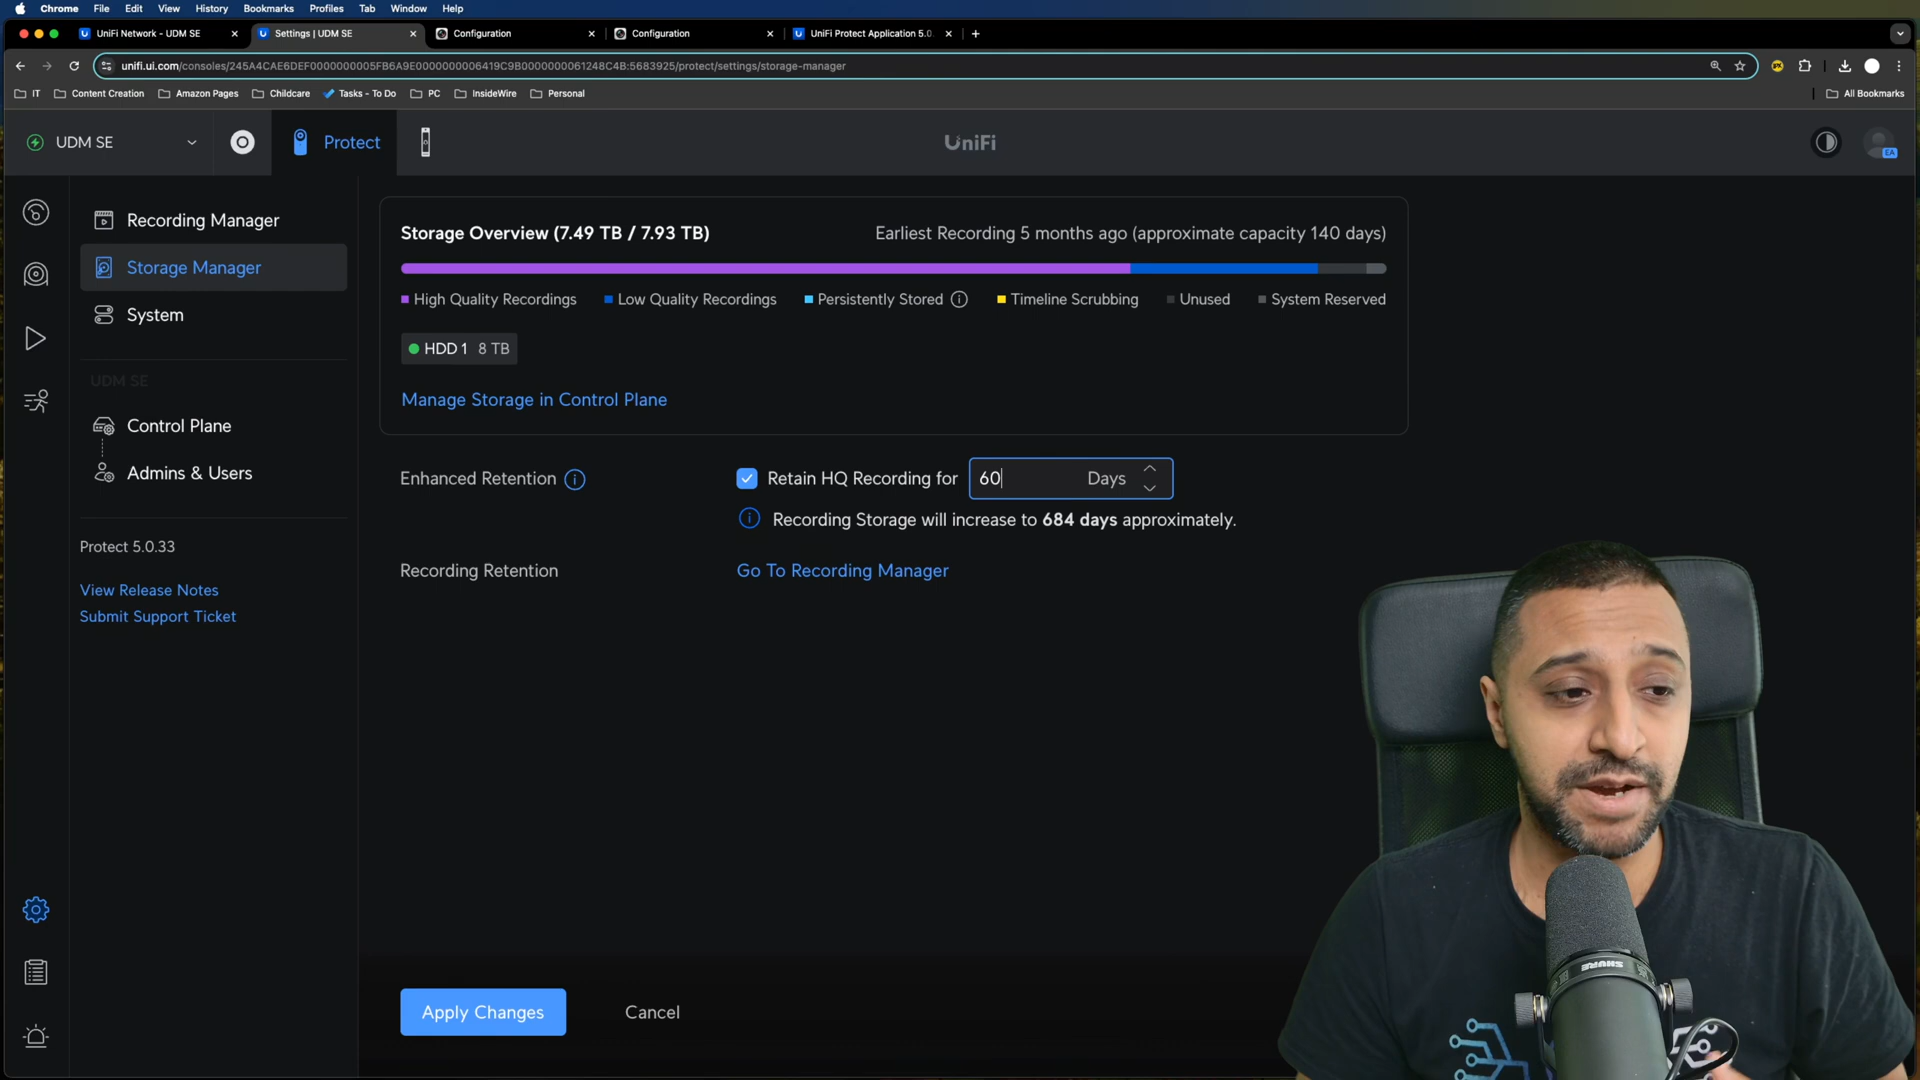 Chrome File Edit View History Bookmarks Profiles Tab Window Help
UniFi Network - UDM SE
Settings | UDM SE
Configuration
Configuration
UniFi Protect Application 5.0.
unifi.ui.com/consoles/245A4CAE6DEF0000000005FB6A9E0000000006419C9B0000000061248C4B:5683925/protect/settings/storage-manager
IT Content Creation Amazon Pages Childcare Tasks - To Do PC InsideWire Personal All Bookmarks
UDM SE Protect UniFi EA
Recording Manager
Storage Manager
System
UDM SE
Control Plane
Admins & Users
Protect 5.0.33
View Release Notes
Submit Support Ticket
Storage Overview (7.49 TB / 7.93 TB) Earliest Recording 5 months ago (approximate capacity 140 days)
High Quality Recordings Low Quality Recordings Persistently Stored Timeline Scrubbing Unused System Reserved
HDD 1 8 TB
Manage Storage in Control Plane
Enhanced Retention Retain HQ Recording for 60 Days
Recording Storage will increase to 684 days approximately.
Recording Retention Go To Recording Manager
Apply Changes Cancel
SHURE